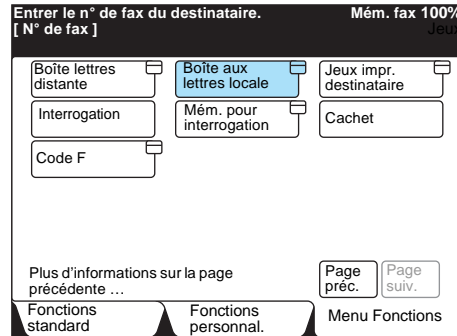 Entrer le n° de fax du destinataire. Mém. fax 100%
[ N° de fax ] Jeux
Boîte lettres
distante
Boîte aux
lettres locale
Jeux impr.
destinataire
Interrogation
Mém. pour
interrogation
Cachet
Code F
Plus d’informations sur la page
précédente …
Page
préc.
Page
suiv.
Fonctions
standard
Fonctions
personnal.
Menu Fonctions